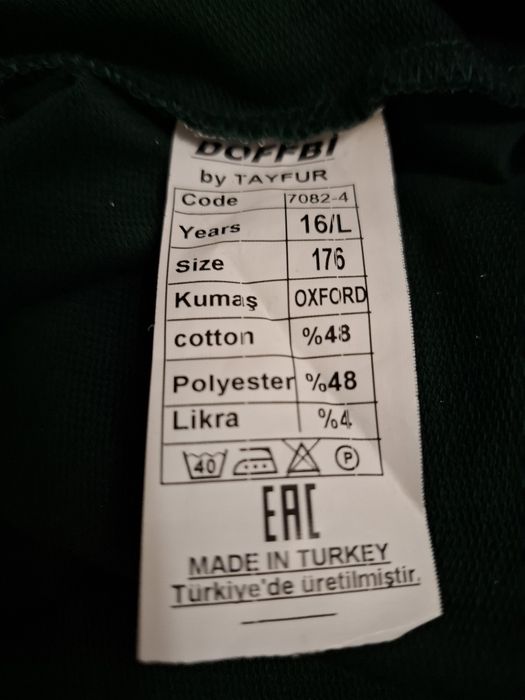 DOFFBI
by TAYFUR
Code 7082-4
Years 16/L
Size 176
Kumaş OXFORD
cotton %48
Polyester %48
Likra %4
40 P
EAC
MADE IN TURKEY
Türkiye'de üretilmiştir.